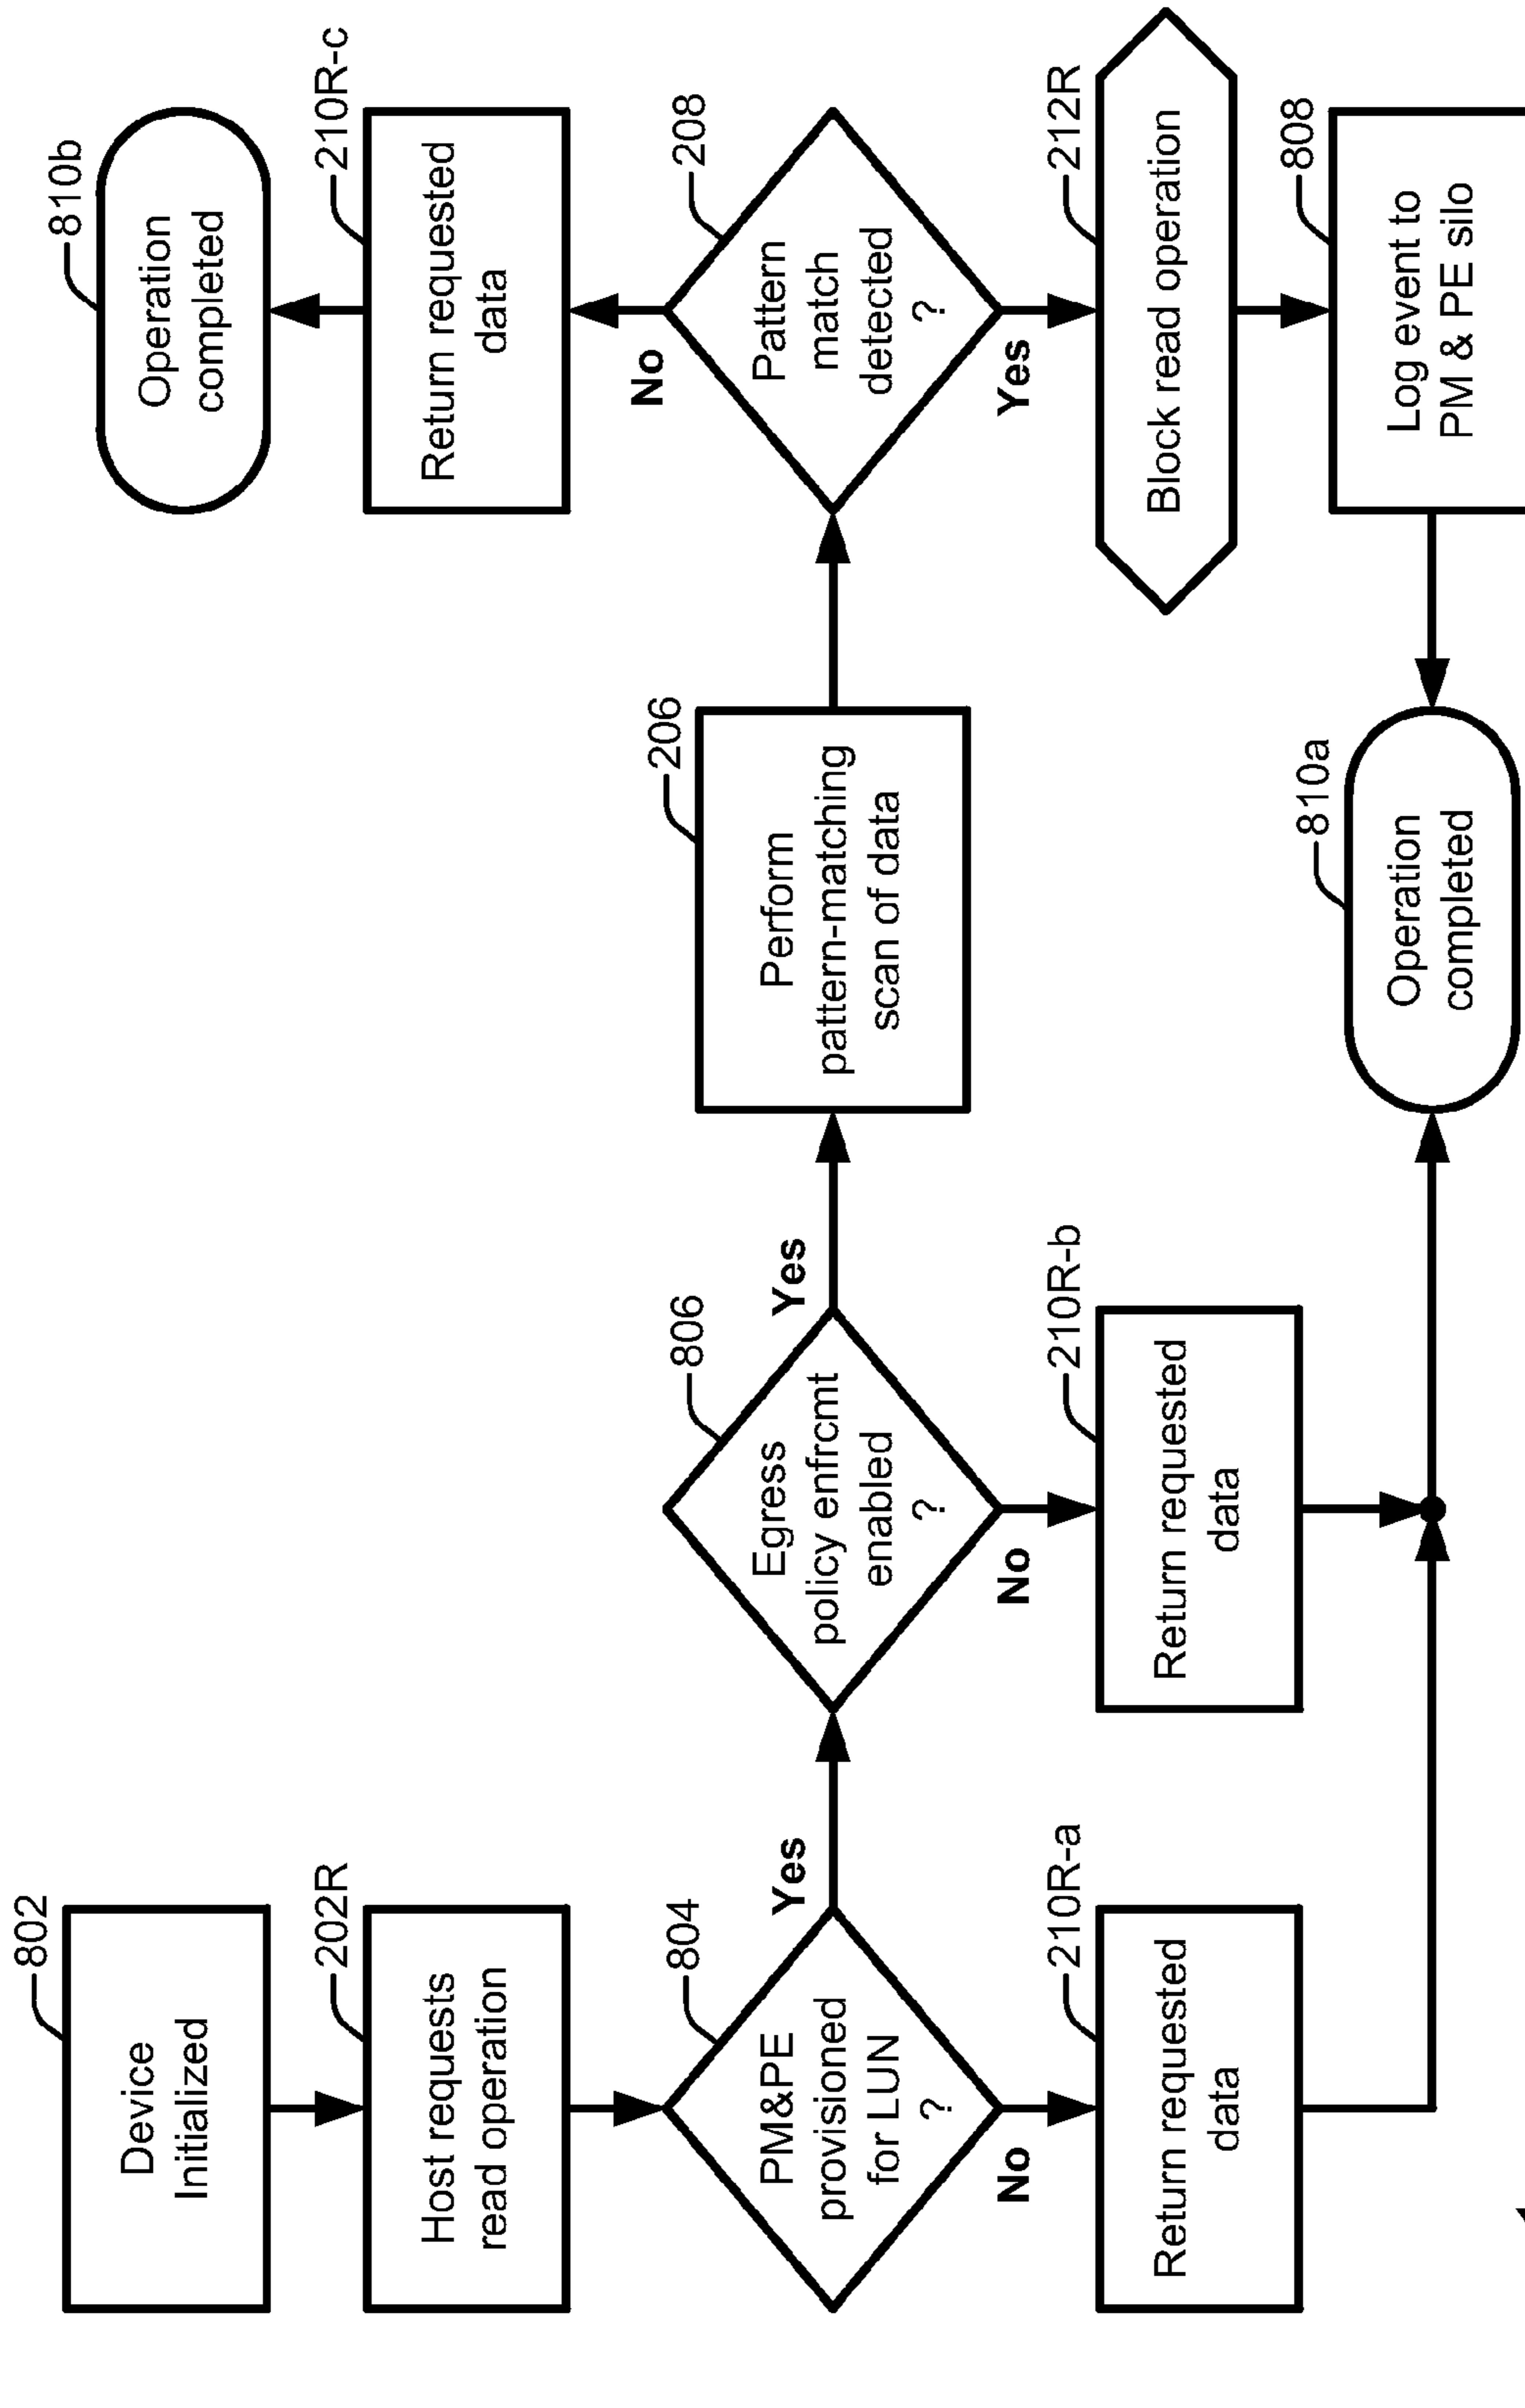 802
Device
Initialized
202R
Host requests
read operation
804
PM&PE
provisioned
for LUN
?
Yes
No
210R-a
Return requested
data
806
Egress
policy enfrcmt
enabled
?
Yes
No
210R-b
Return requested
data
206
Perform
pattern-matching
scan of data
810a
Operation
completed
810b
Operation
completed
210R-c
Return requested
data
No
208
Pattern
match
detected
?
Yes
212R
Block read operation
808
Log event to
PM & PE silo